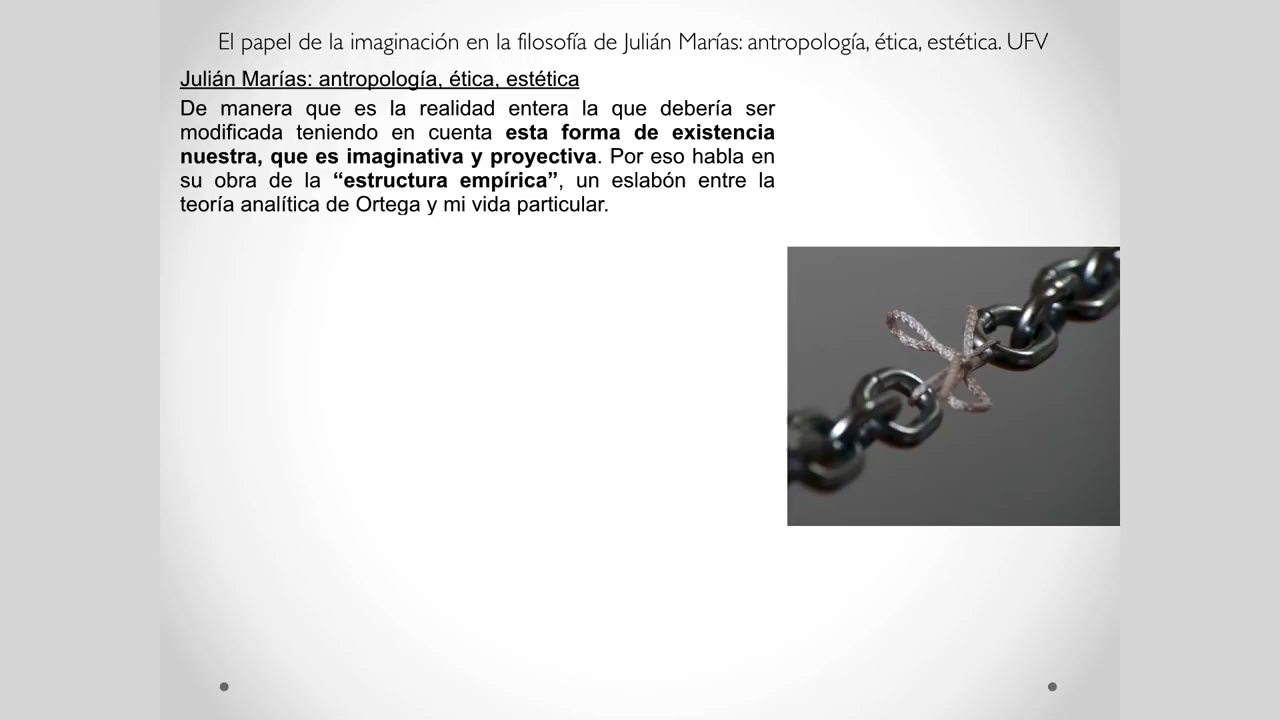 El papel de la imaginación en la filosofía de Julián Marías: antropología, ética, estética. UFV
Julián Marías: antropología, ética, estética
De manera que es la realidad entera la que debería ser
modificada teniendo en cuenta esta forma de existencia
nuestra, que es imaginativa y proyectiva. Por eso habla en
su obra de la “estructura empírica”, un eslabón entre la
teoría analítica de Ortega y mi vida particular.